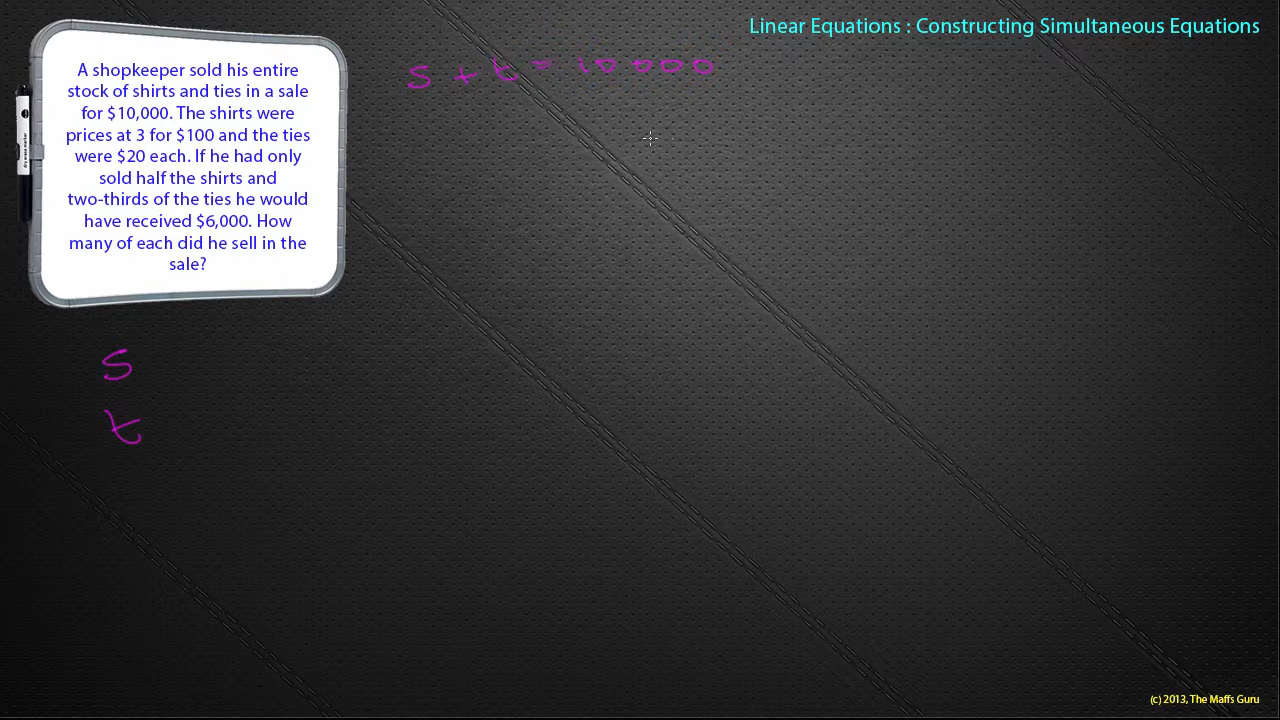 Linear Equations : Constructing Simultaneous Equations
A shopkeeper sold his entire
stock of shirts and ties in a sale
for $10,000. The shirts were
prices at 3 for $100 and the ties
were $20 each. If he had only
sold half the shirts and
two-thirds of the ties he would
have received $6,000. How
many of each did he sell in the
sale?
s + t = 10 000
s
t
(c) 2013, The Maffs Guru